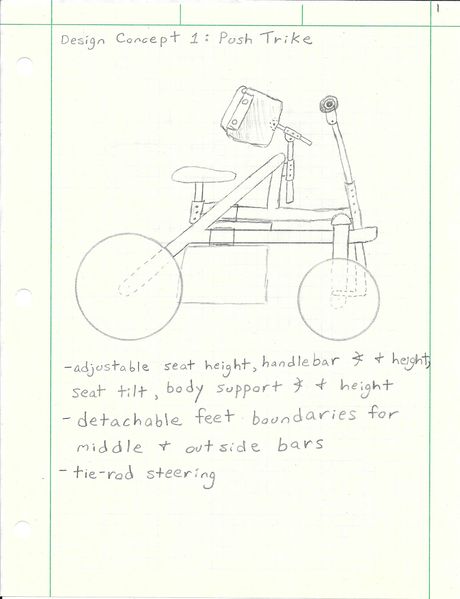 1
Design Concept 1: Push Trike
-adjustable seat height, handlebar ∡ + height,
seat tilt, body support ∡ + height
- detachable feet boundaries for
middle + outside bars
- tie-rod steering